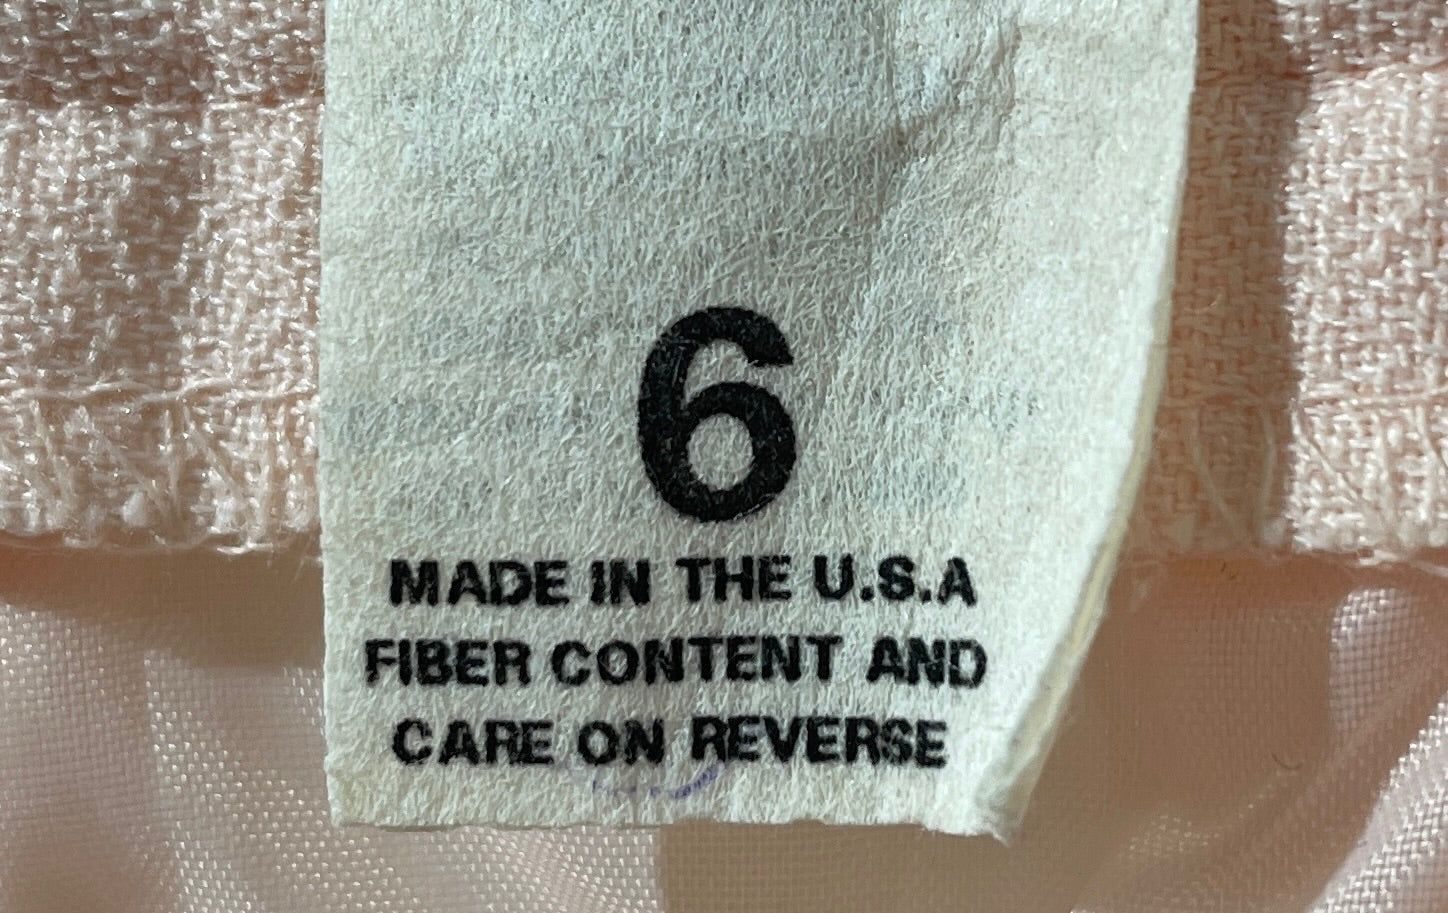 6
MADE IN THE U.S.A
FIBER CONTENT AND
CARE ON REVERSE